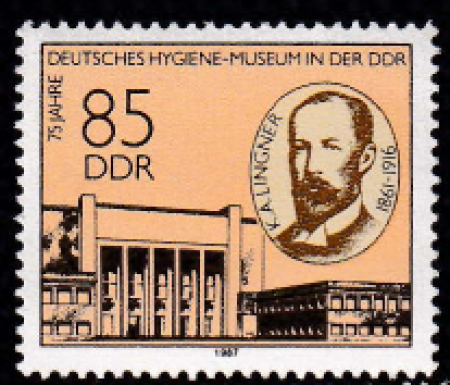 DEUTSCHES HYGIENE-MUSEUM IN DER DDR
75 JAHRE
85
DDR
K.A.LINGNER
1861-1916
1987